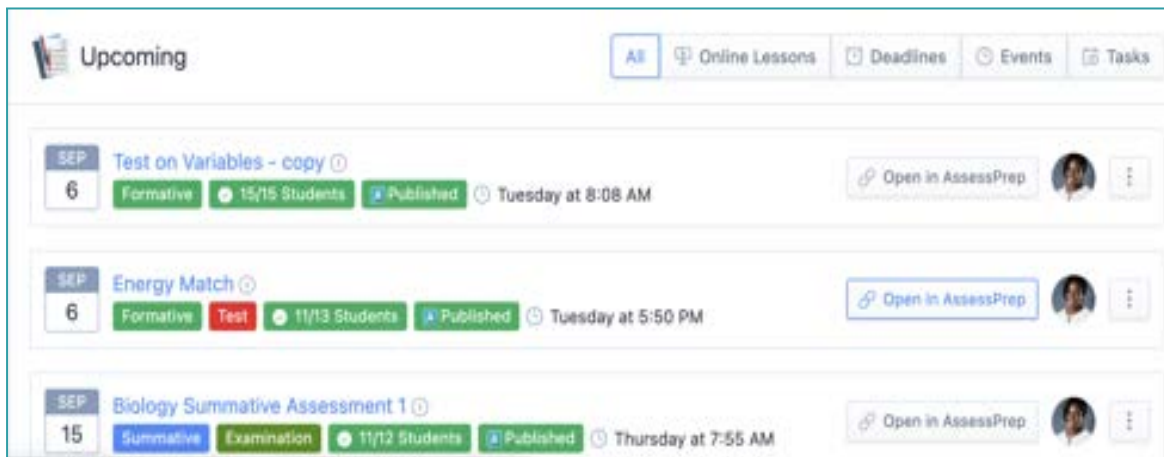 Upcoming
All Online Lessons Deadlines Events Tasks
SEP
6
Test on Variables - copy
Formative 15/15 Students Published Tuesday at 8:08 AM
Open in AssessPrep
SEP
6
Energy Match
Formative Test 11/13 Students Published Tuesday at 5:50 PM
Open in AssessPrep
SEP
15
Biology Summative Assessment 1
Summative Examination 11/12 Students Published Thursday at 7:55 AM
Open in AssessPrep